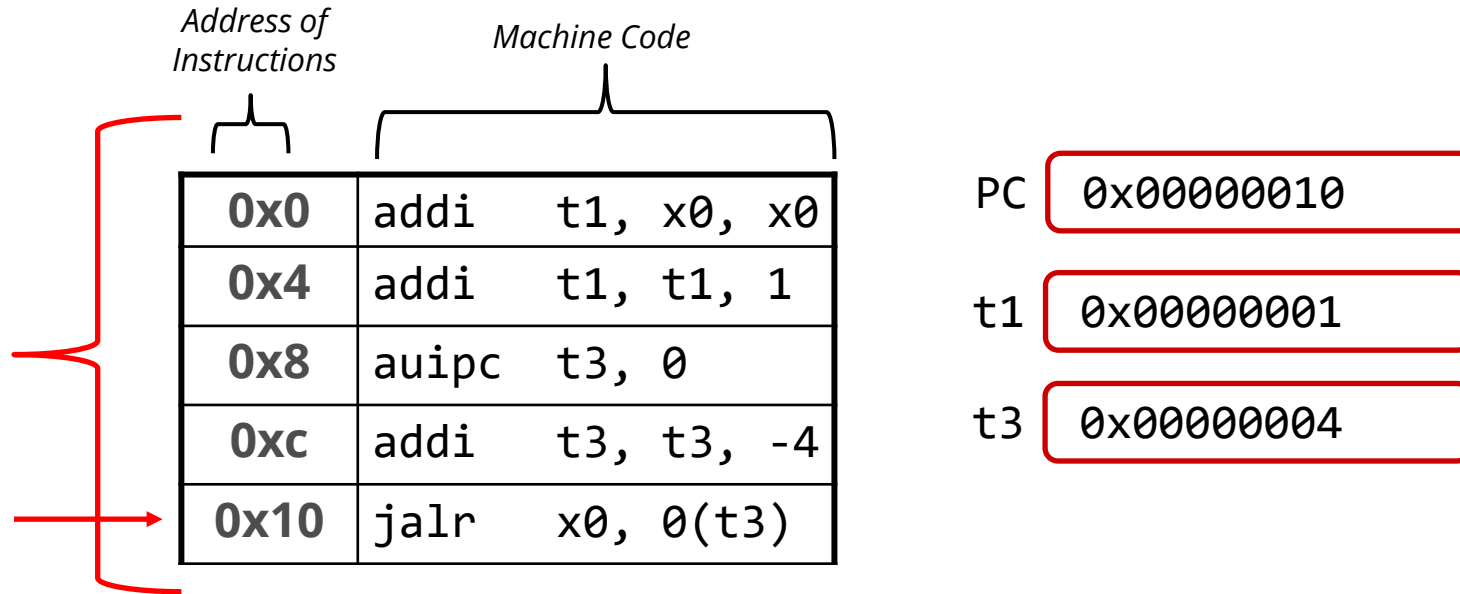 Address of
Instructions
Machine Code
0x0 addi t1, x0, x0
0x4 addi t1, t1, 1
0x8 auipc t3, 0
0xc addi t3, t3, -4
0x10 jalr x0, 0(t3)
PC 0x00000010
t1 0x00000001
t3 0x00000004